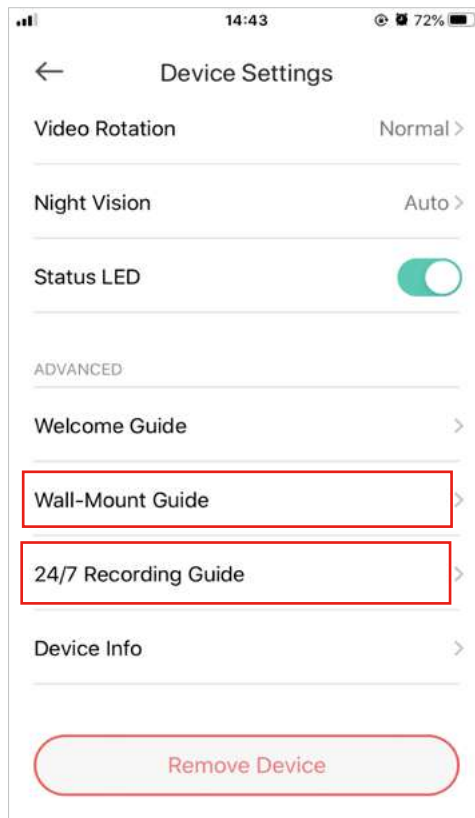 14:43
72%
Device Settings
Video Rotation
Normal >
Night Vision
Auto >
Status LED
ADVANCED
Welcome Guide >
Wall-Mount Guide >
24/7 Recording Guide >
Device Info >
Remove Device